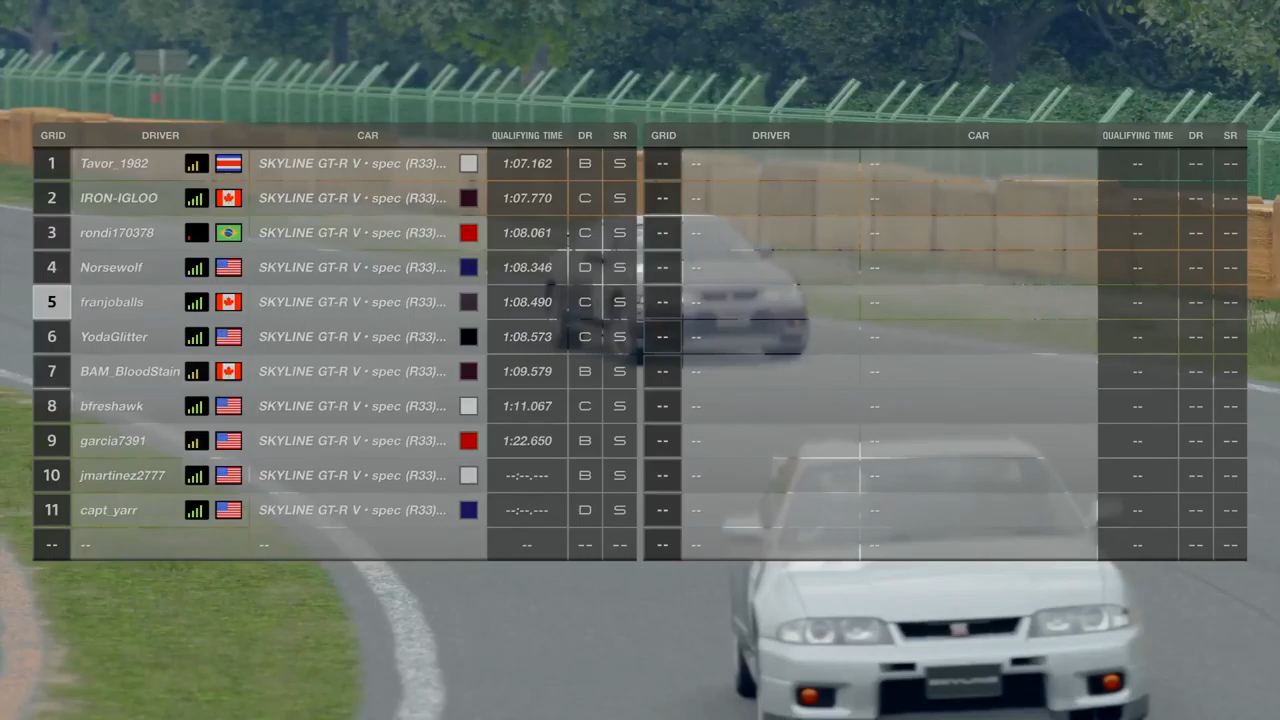 GRID DRIVER CAR QUALIFYING TIME DR SR GRID DRIVER CAR QUALIFYING TIME DR SR
1 Tavor_1982 SKYLINE GT-R V • spec (R33)... 1:07.162 B S -- -- -- -- -- --
2 IRON-IGLOO SKYLINE GT-R V • spec (R33)... 1:07.770 C S -- -- -- -- -- --
3 rondi170378 SKYLINE GT-R V • spec (R33)... 1:08.061 C S -- -- -- -- -- --
4 Norsewolf SKYLINE GT-R V • spec (R33)... 1:08.346 D S -- -- -- -- -- --
5 franjoballs SKYLINE GT-R V • spec (R33)... 1:08.490 C S -- -- -- -- -- --
6 YodaGlitter SKYLINE GT-R V • spec (R33)... 1:08.573 C S -- -- -- -- -- --
7 BAM_BloodStain SKYLINE GT-R V • spec (R33)... 1:09.579 B S -- -- -- -- -- --
8 bfreshawk SKYLINE GT-R V • spec (R33)... 1:11.067 C S -- -- -- -- -- --
9 garcia7391 SKYLINE GT-R V • spec (R33)... 1:22.650 B S -- -- -- -- -- --
10 jmartinez2777 SKYLINE GT-R V • spec (R33)... --:--.--- B S -- -- -- -- -- --
11 capt_yarr SKYLINE GT-R V • spec (R33)... --:--.--- D S -- -- -- -- -- --
-- -- -- -- -- -- -- -- -- -- -- --
SKYLINE